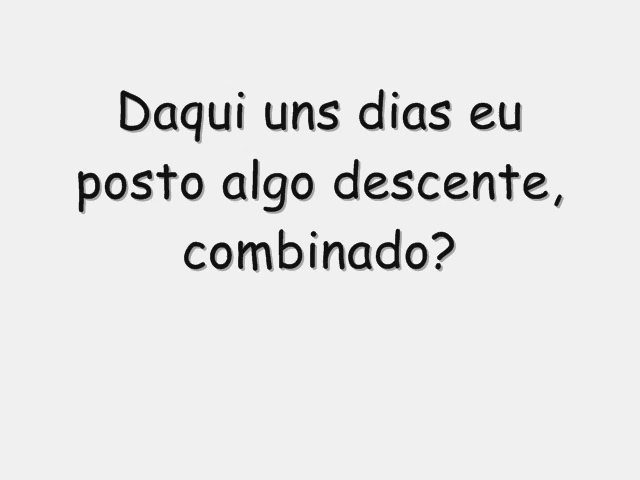 Daqui uns dias eu
posto algo descente,
combinado?